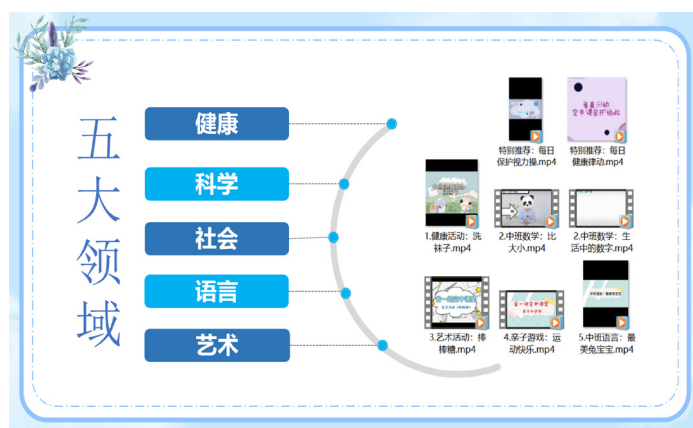 五大领域
健康
科学
社会
语言
艺术
特别推荐：每日
保护视力操.mp4
特别推荐：每日
健康律动.mp4
1.健康活动：洗
袜子.mp4
2.中班数学：比
大小.mp4
2.中班数学：生
活中的数字.mp4
3.艺术活动：棒
棒糖.mp4
4.亲子游戏：运
动快乐.mp4
5.中班语言：最
美兔宝宝.mp4